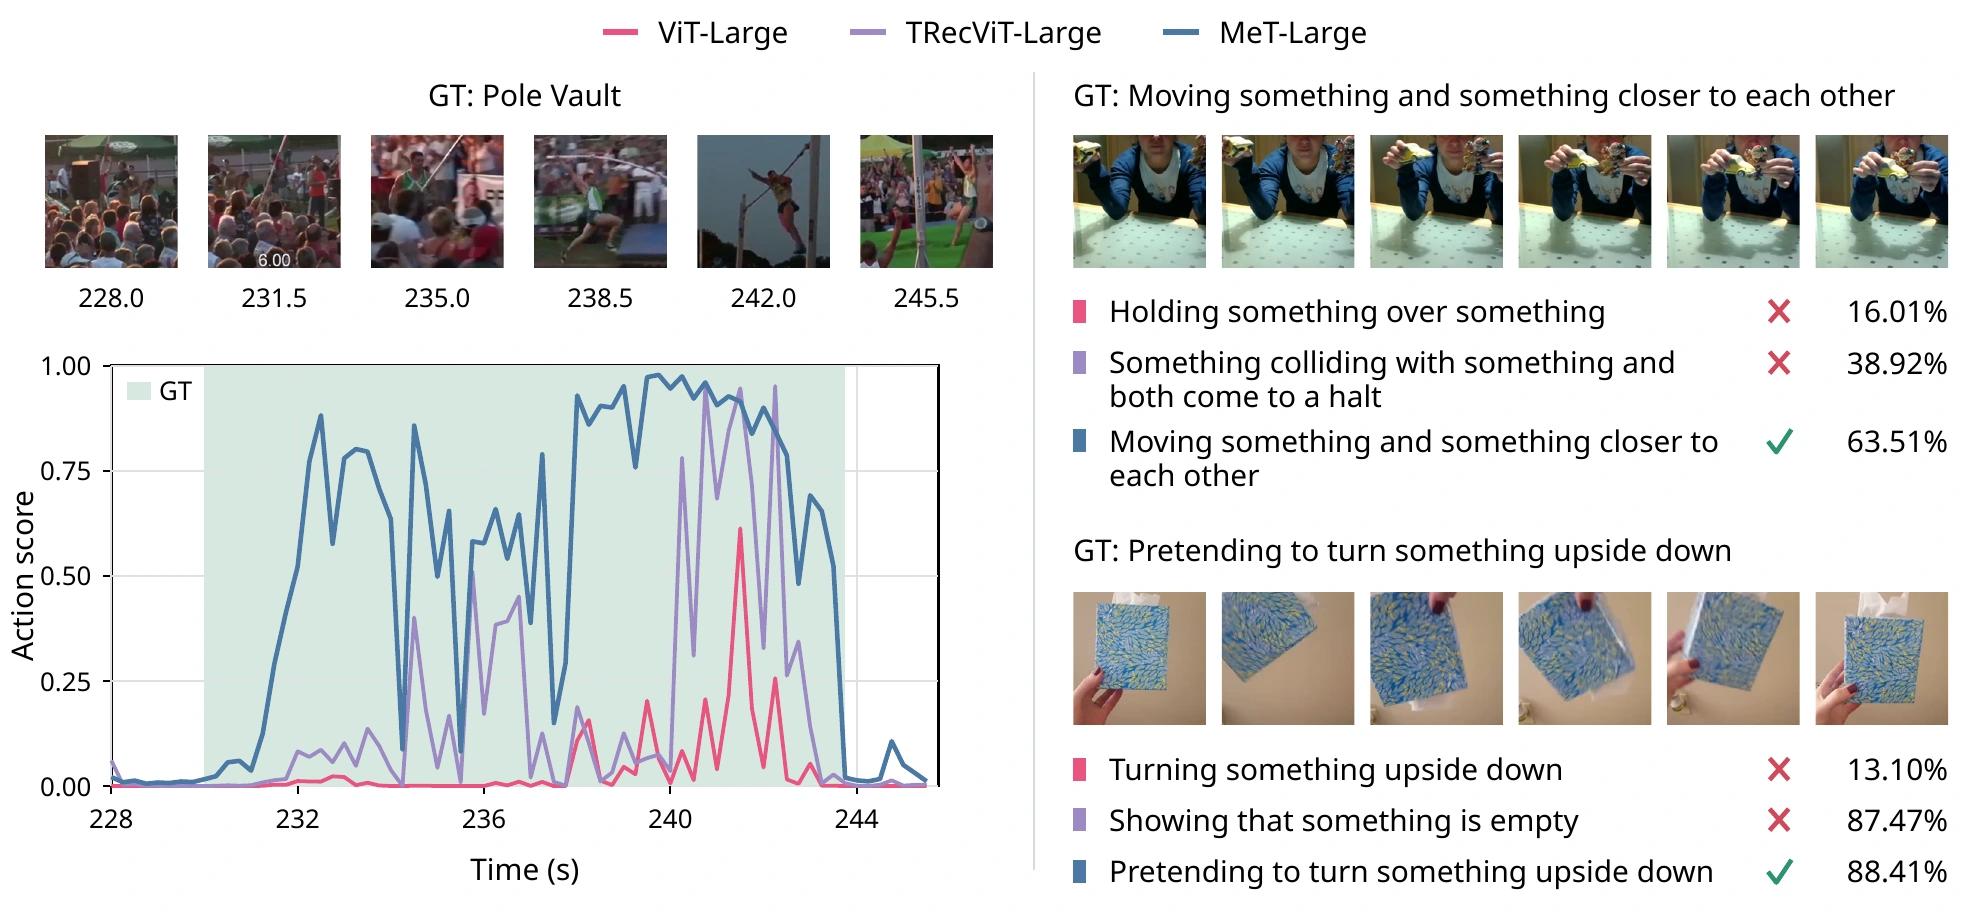 ViT-Large TRecViT-Large MeT-Large
GT: Pole Vault
6.00
228.0 231.5 235.0 238.5 242.0 245.5
GT
1.00
0.75
0.50
0.25
0.00
Action score
228 232 236 240 244
Time (s)
GT: Moving something and something closer to each other
Holding something over something 16.01%
Something colliding with something and 38.92%
both come to a halt
Moving something and something closer to 63.51%
each other
GT: Pretending to turn something upside down
Turning something upside down 13.10%
Showing that something is empty 87.47%
Pretending to turn something upside down 88.41%